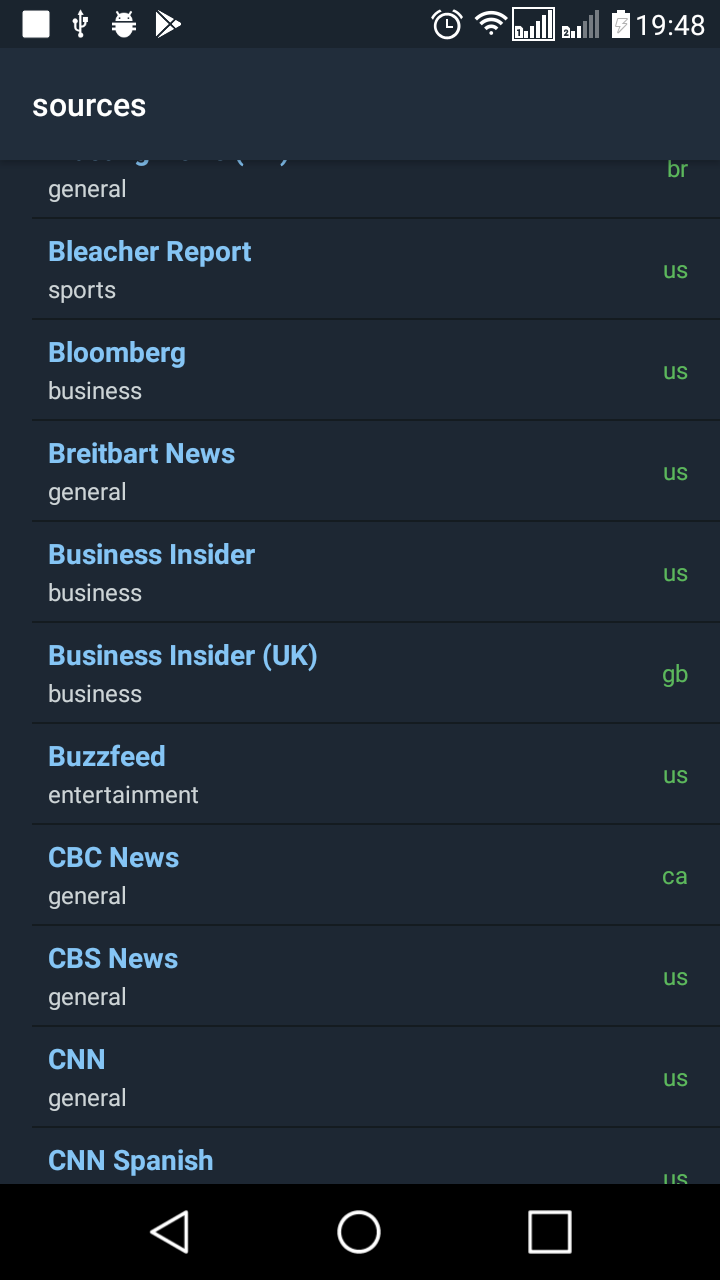 19:48
sources
br
general
Bleacher Report
us
sports
Bloomberg
us
business
Breitbart News
us
general
Business Insider
us
business
Business Insider (UK)
gb
business
Buzzfeed
us
entertainment
CBC News
ca
general
CBS News
us
general
CNN
us
general
CNN Spanish
us